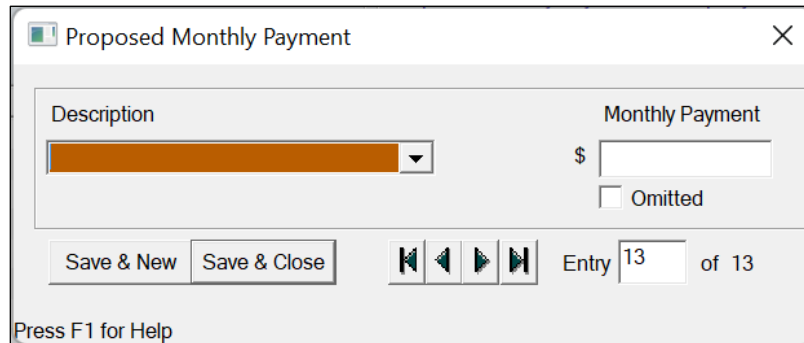 Proposed Monthly Payment
Description Monthly Payment
$
Omitted
Save & New Save & Close Entry 13 of 13
Press F1 for Help